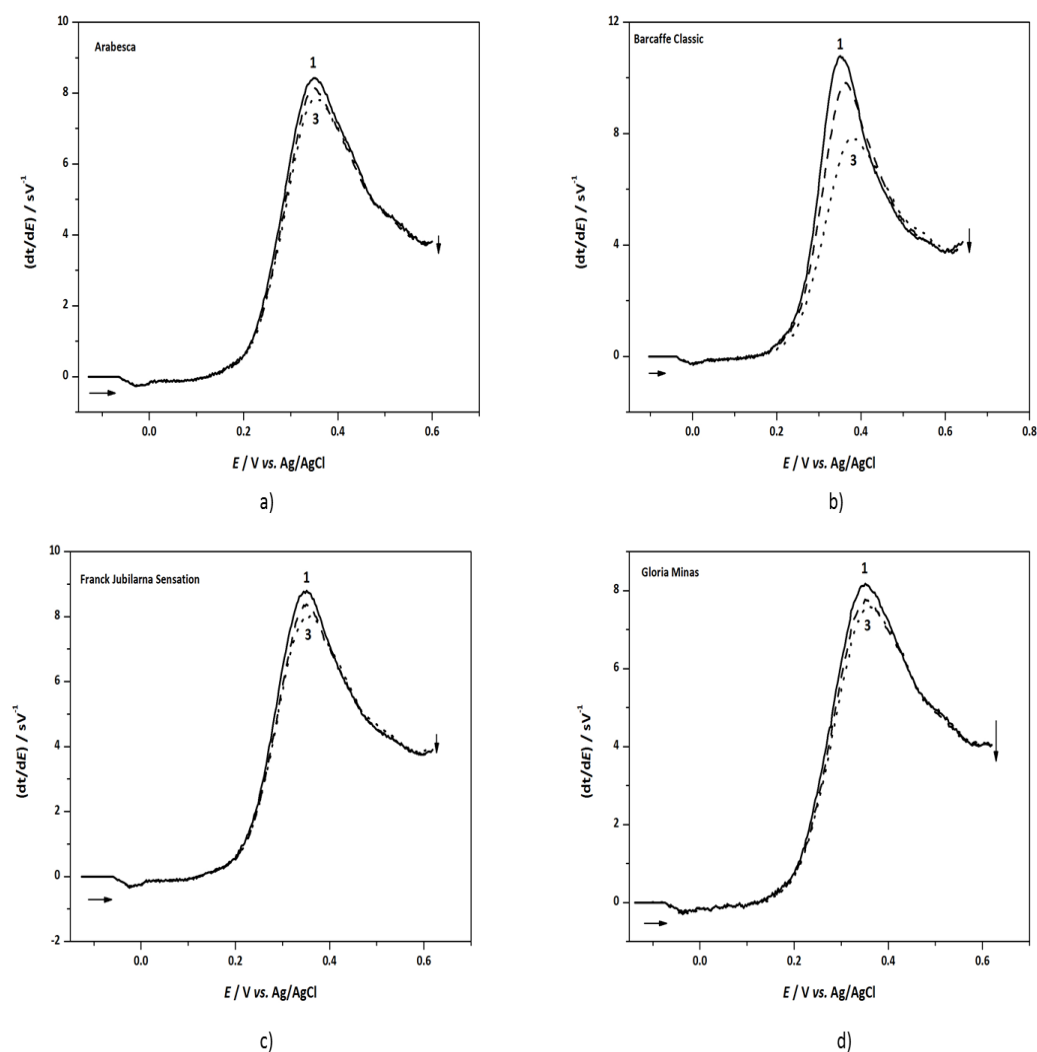 Arabesca
10
8
6
4
2
0
(dt/dE) / sV⁻¹
1
3
0.0 0.2 0.4 0.6
E / V vs. Ag/AgCl
a)
Barcaffe Classic
12
8
4
0
(dt/dE) / sV⁻¹
1
3
0.0 0.2 0.4 0.6 0.8
E / V vs. Ag/AgCl
b)
Franck Jubilarna Sensation
10
8
6
4
2
0
-2
(dt/dE) / sV⁻¹
1
3
0.0 0.2 0.4 0.6
E / V vs. Ag/AgCl
c)
Gloria Minas
8
6
4
2
0
(dt/dE) / sV⁻¹
1
3
0.0 0.2 0.4 0.6
E / V vs. Ag/AgCl
d)